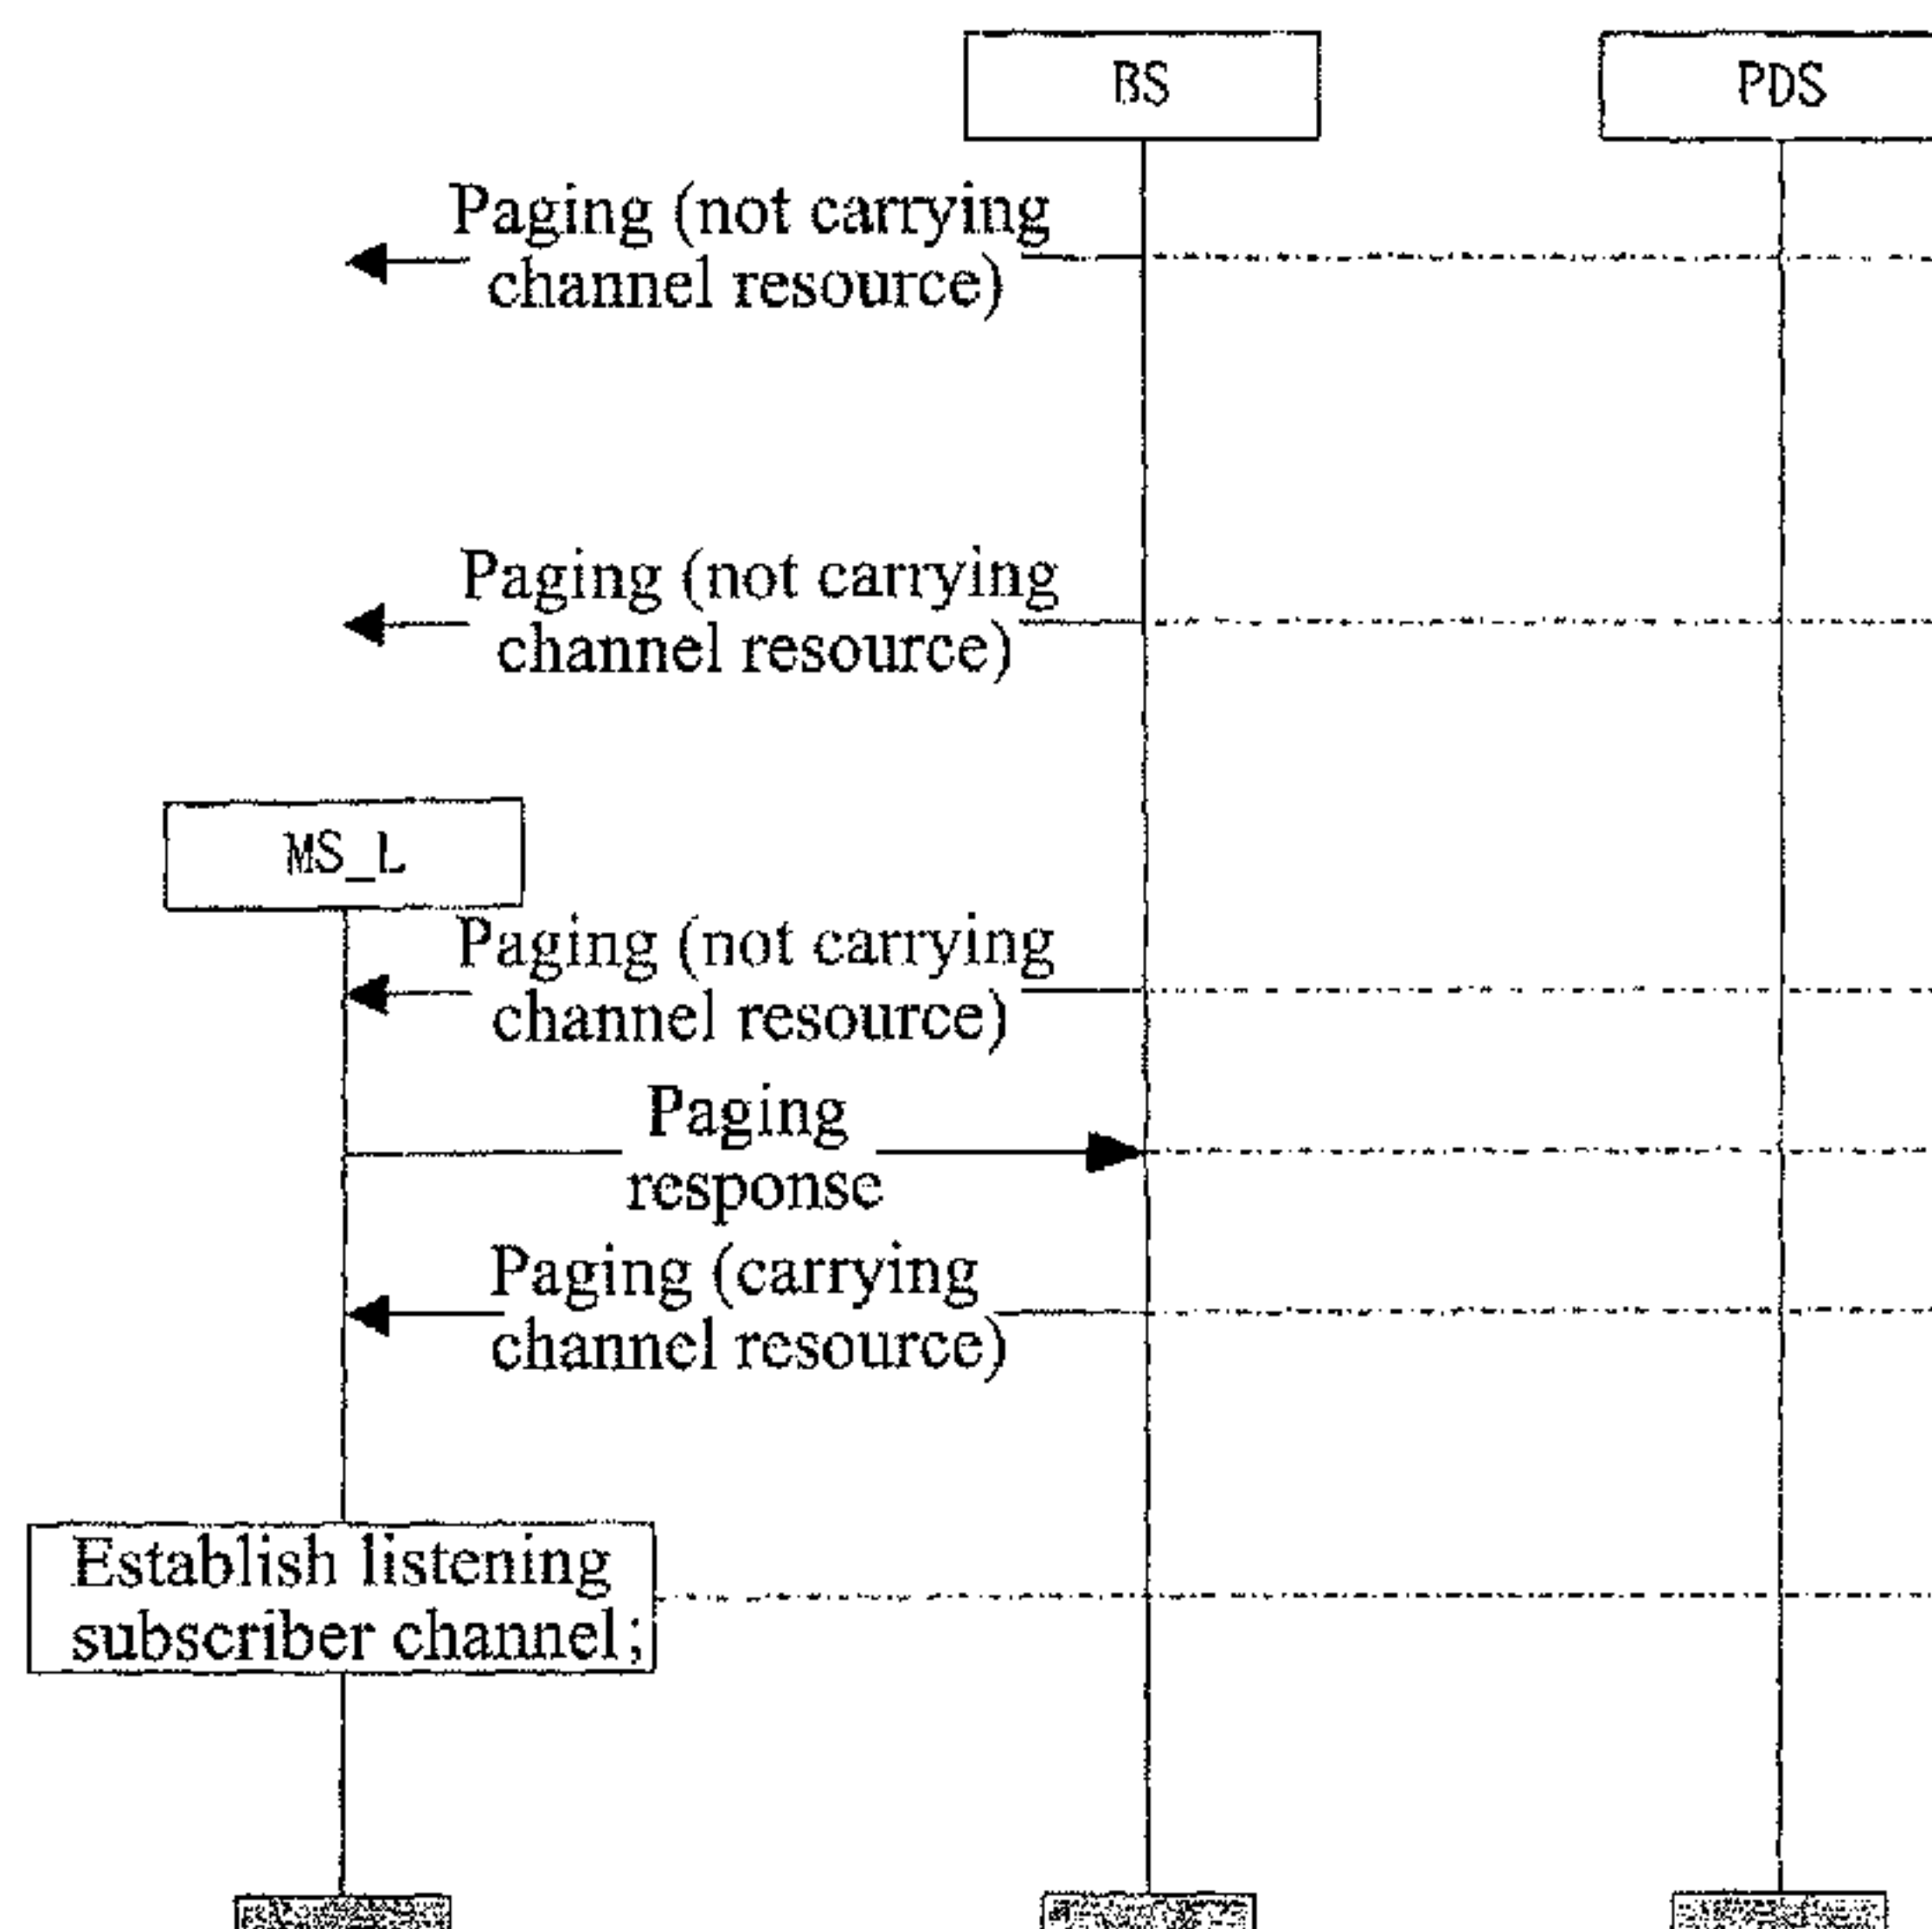 BS
PDS
Paging (not carrying
channel resource)
Paging (not carrying
channel resource)
MS_L
Paging (not carrying
channel resource)
Paging
response
Paging (carrying
channel resource)
Establish listening
subscriber channel;